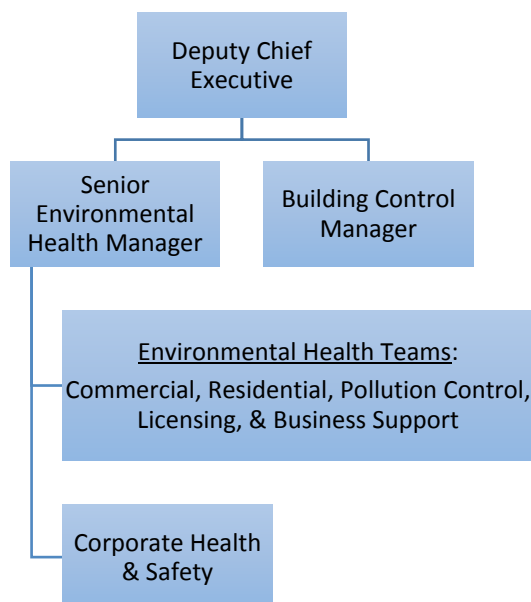 Deputy Chief
Executive
Senior
Environmental
Health Manager
Building Control
Manager
Environmental Health Teams:
Commercial, Residential, Pollution Control,
Licensing, & Business Support
Corporate Health
& Safety